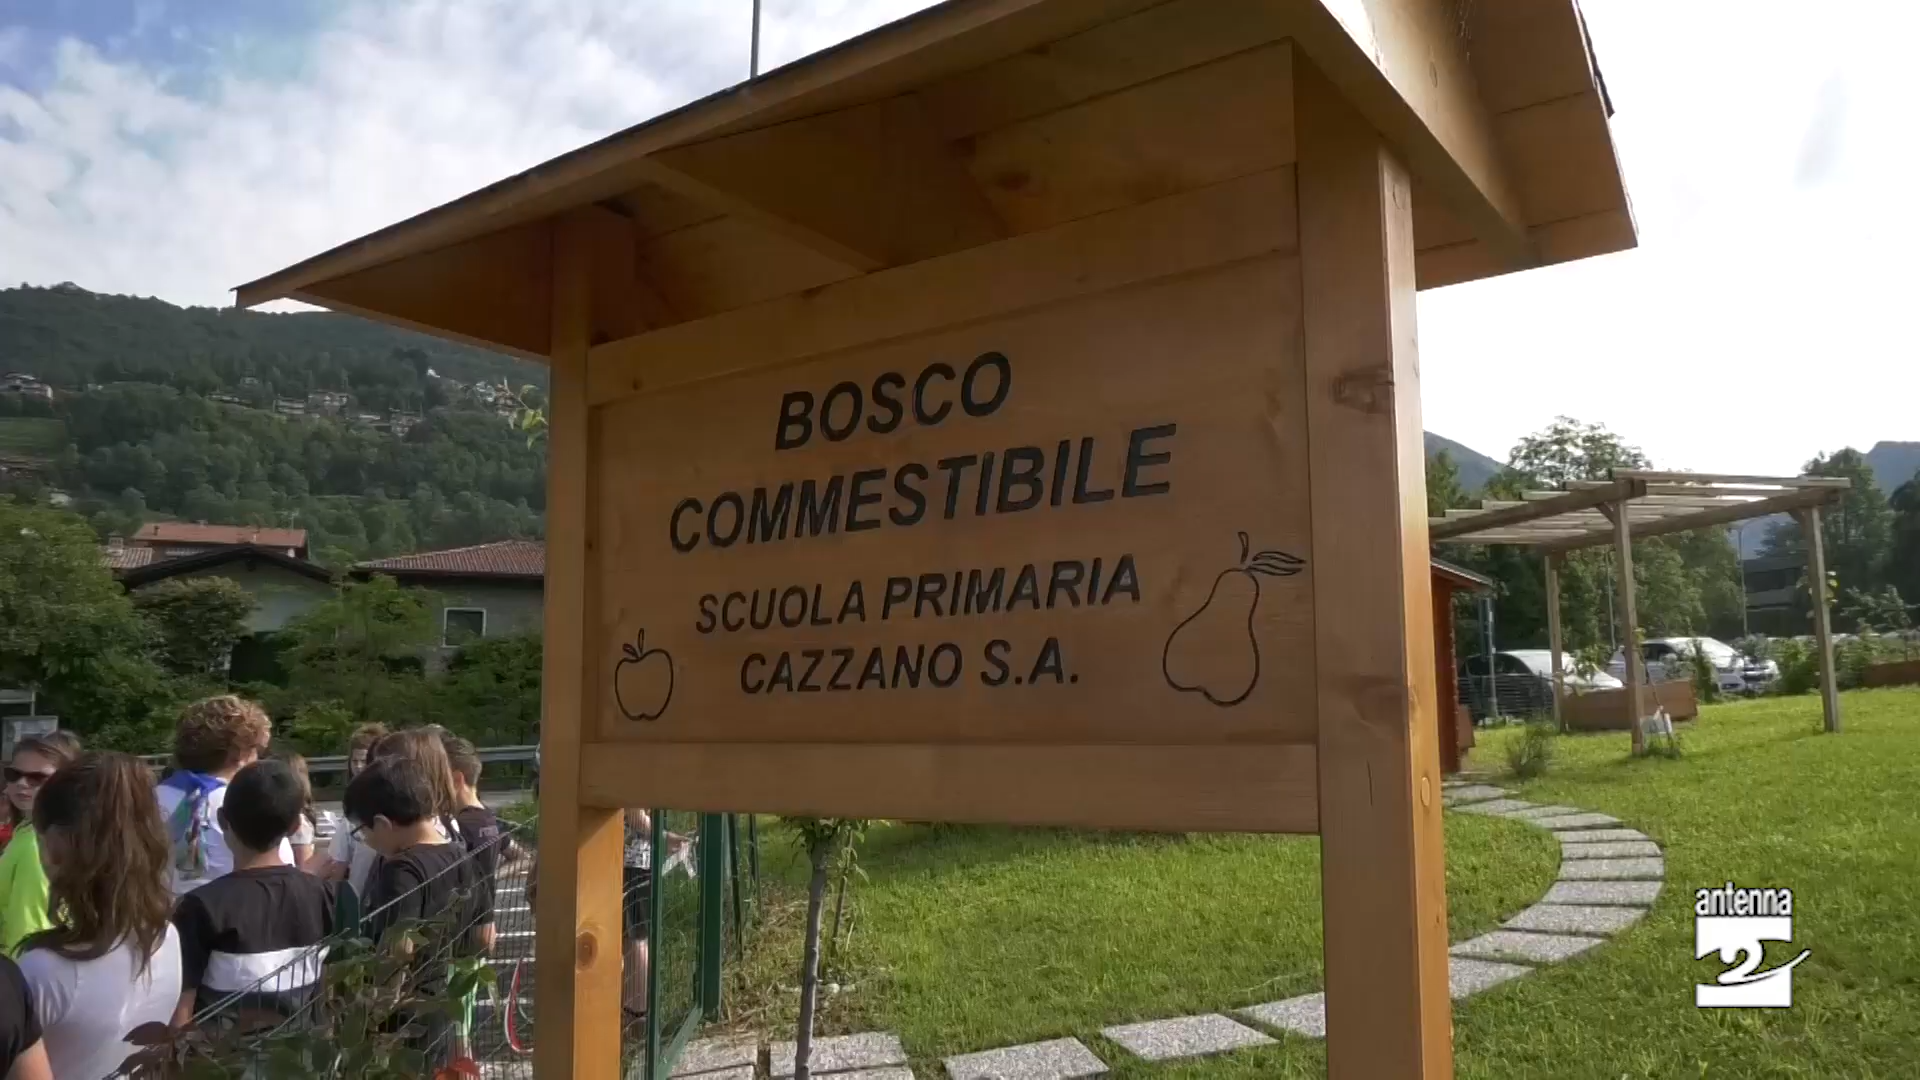 BOSCO
COMMESTIBILE
SCUOLA PRIMARIA
CAZZANO S.A.
antenna
2